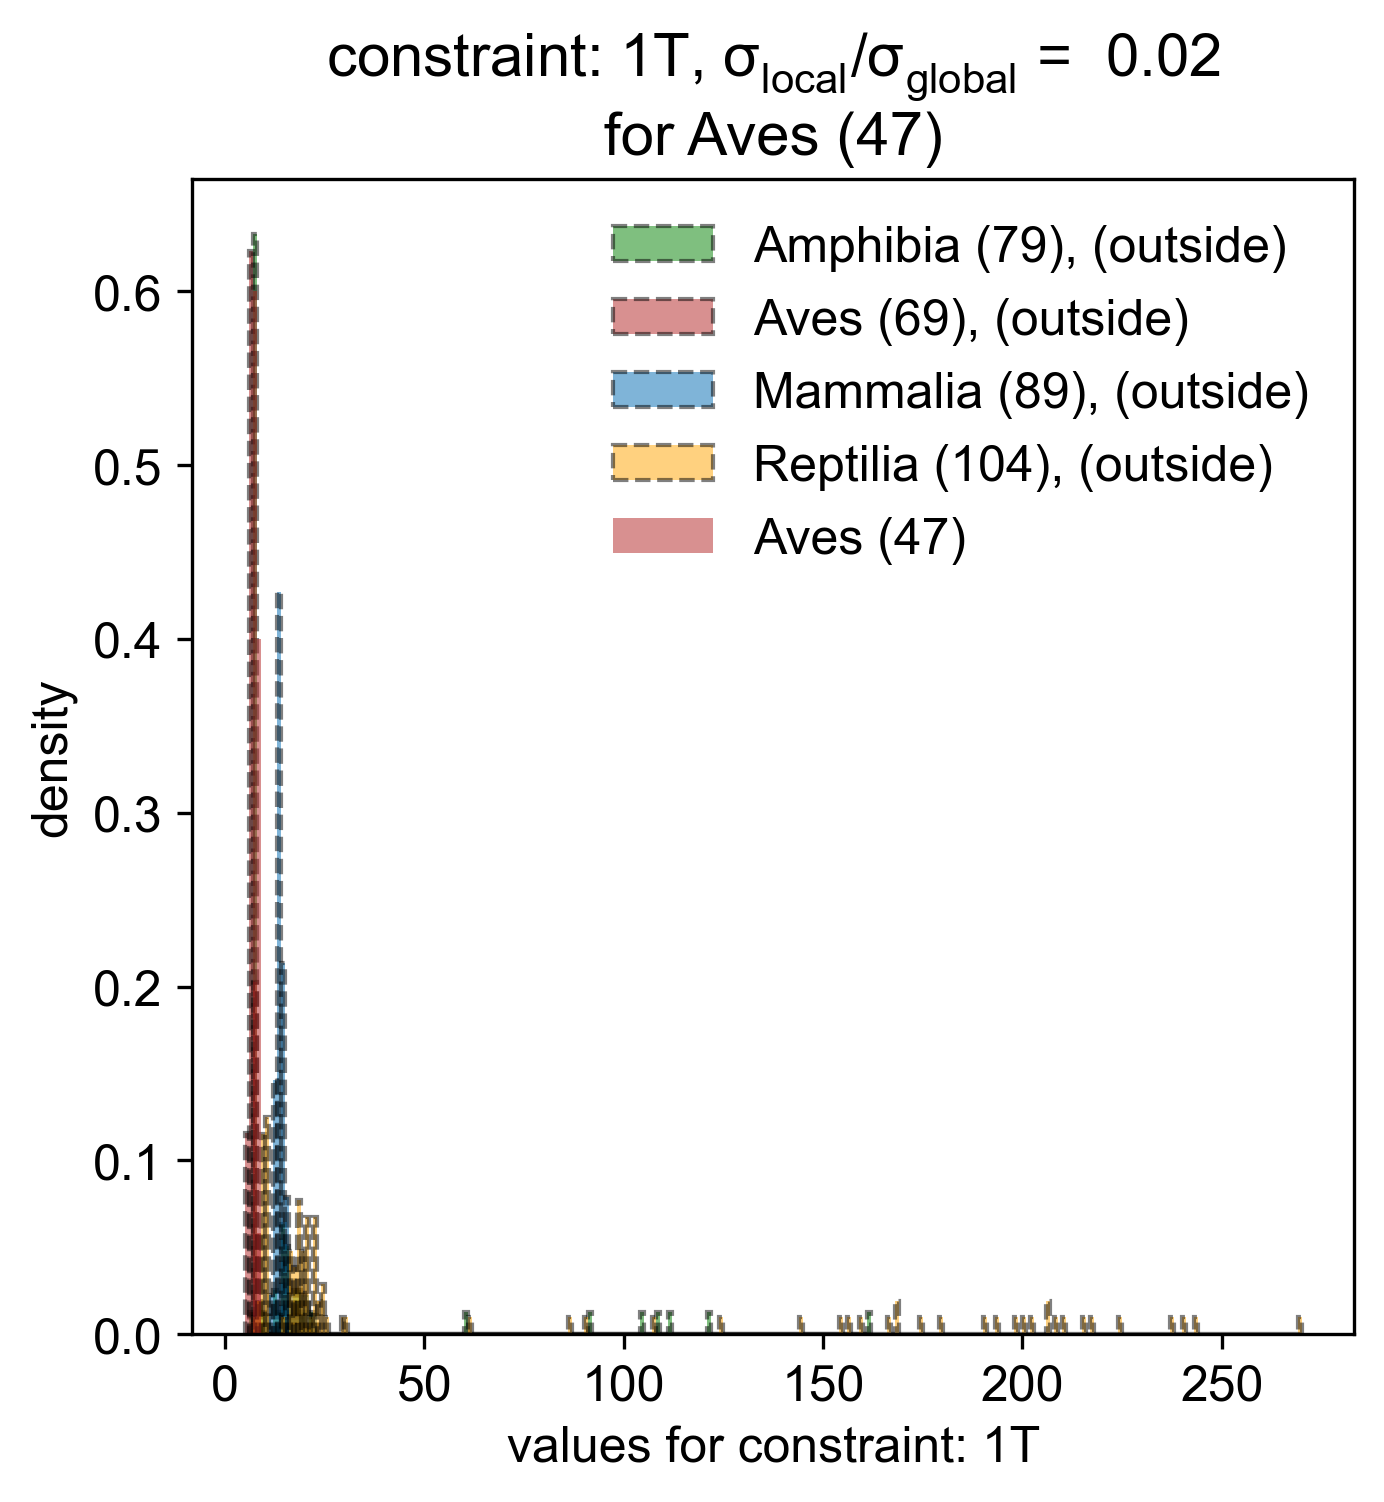 constraint: 1T, σlocal/σglobal = 0.02
for Aves (47)
Amphibia (79), (outside)
Aves (69), (outside)
Mammalia (89), (outside)
Reptilia (104), (outside)
Aves (47)
density
0.6
0.5
0.4
0.3
0.2
0.1
0.0
0 50 100 150 200 250
values for constraint: 1T